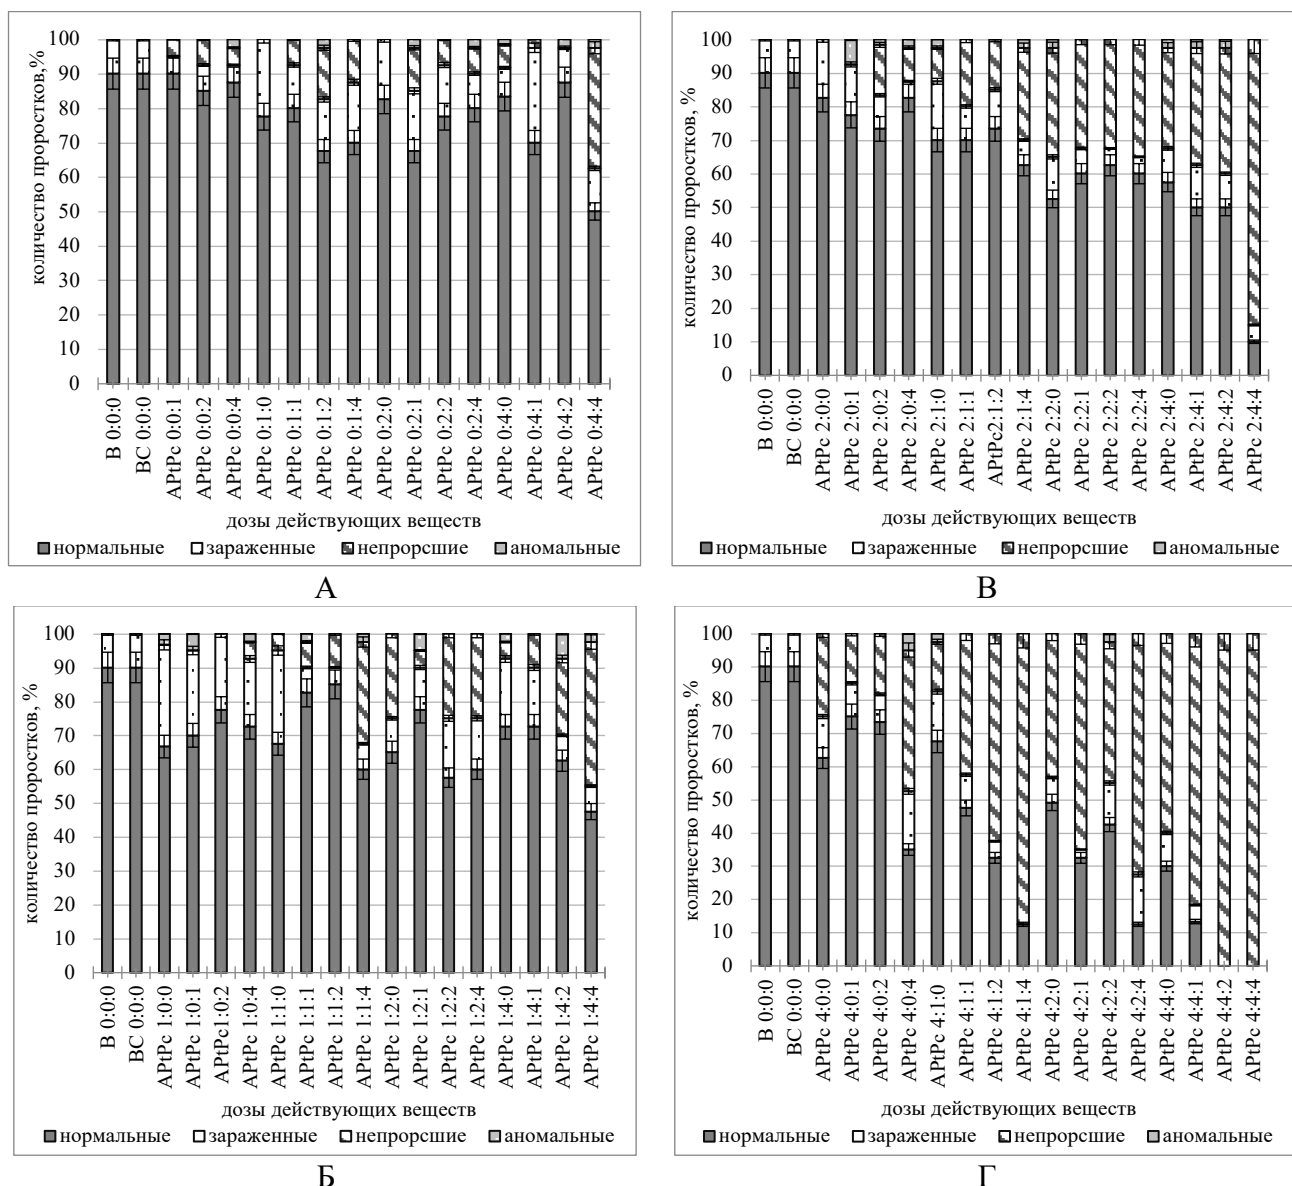 количество проростков,%
100
90
80
70
60
50
40
30
20
10
0
В 0:0:0
ВС 0:0:0
APtPc 0:0:1
APtPc 0:0:2
APtPc 0:0:4
APtPc 0:1:0
APtPc 0:1:1
APtPc 0:1:2
APtPc 0:1:4
APtPc 0:2:0
APtPc 0:2:1
APtPc 0:2:2
APtPc 0:2:4
APtPc 0:4:0
APtPc 0:4:1
APtPc 0:4:2
APtPc 0:4:4
дозы действующих веществ
нормальные зараженные непрорсшие аномальные
А
количество проростков, %
100
90
80
70
60
50
40
30
20
10
0
В 0:0:0
ВС 0:0:0
APtPc 2:0:0
APtPc 2:0:1
APtPc 2:0:2
APtPc 2:0:4
APtPc 2:1:0
APtPc 2:1:1
APtPc2:1:2
APtPc 2:1:4
APtPc 2:2:0
APtPc 2:2:1
APtPc 2:2:2
APtPc 2:2:4
APtPc 2:4:0
APtPc 2:4:1
APtPc 2:4:2
APtPc 2:4:4
дозы действующих веществ
нормальные зараженные непрорсшие аномальные
В
количество проростков, %
100
90
80
70
60
50
40
30
20
10
0
В 0:0:0
ВС 0:0:0
APtPc 1:0:0
APtPc 1:0:1
APtPc1:0:2
APtPc 1:0:4
APtPc 1:1:0
APtPc 1:1:1
APtPc 1:1:2
APtPc 1:1:4
APtPc 1:2:0
APtPc 1:2:1
APtPc 1:2:2
APtPc 1:2:4
APtPc 1:4:0
APtPc 1:4:1
APtPc 1:4:2
APtPc 1:4:4
дозы действующих веществ
нормальные зараженные непрорсшие аномальные
Б
количество проростков, %
100
90
80
70
60
50
40
30
20
10
0
В 0:0:0
ВС 0:0:0
APtPc 4:0:0
APtPc 4:0:1
APtPc 4:0:2
APtPc 4:0:4
APtPc 4:1:0
APtPc 4:1:1
APtPc 4:1:2
APtPc 4:1:4
APtPc 4:2:0
APtPc 4:2:1
APtPc 4:2:2
APtPc 4:2:4
APtPc 4:4:0
APtPc 4:4:1
APtPc 4:4:2
APtPc 4:4:4
дозы действующих веществ
нормальные зараженные непрорсшие аномальные
Г